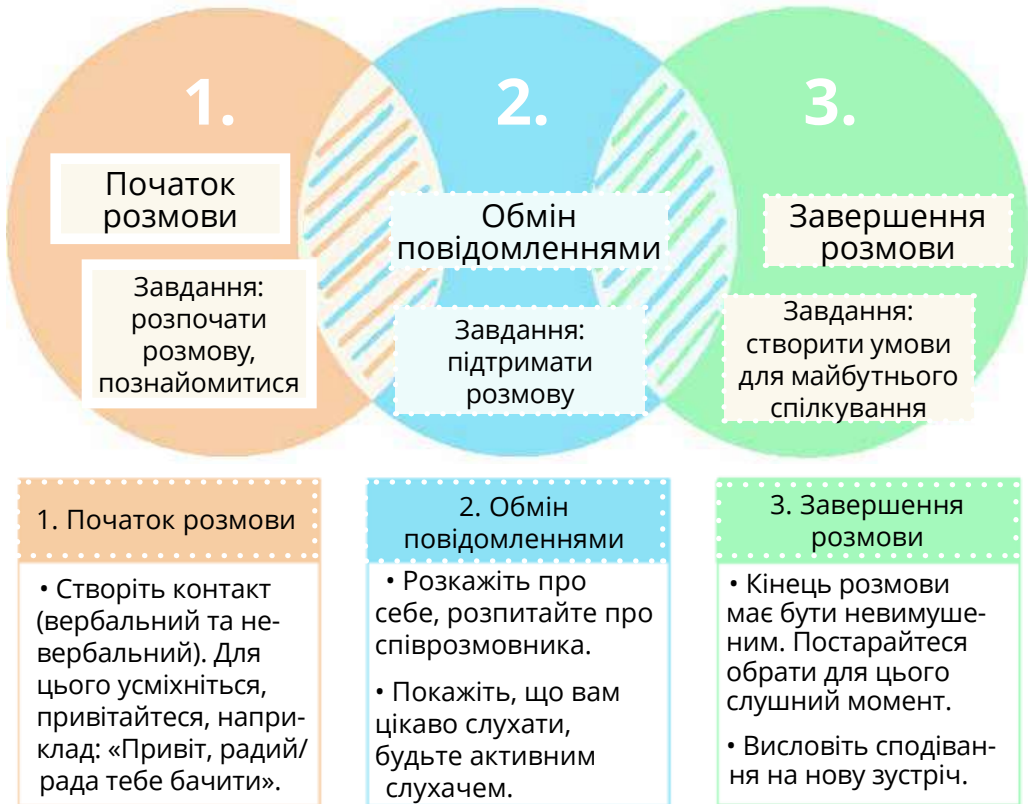 1.
Початок
розмови
Завдання:
розпочати
розмову,
познайомитися
2.
Обмін
повідомленнями
Завдання:
підтримати
розмову
3.
Завершення
розмови
Завдання:
створити умови
для майбутнього
спілкування
1. Початок розмови
• Створіть контакт
(вербальний та не-
вербальний). Для
цього усміхніться,
привітайтеся, напри-
клад: «Привіт, радий/
рада тебе бачити».
2. Обмін
повідомленнями
• Розкажіть про
себе, розпитайте про
співрозмовника.
• Покажіть, що вам
цікаво слухати,
будьте активним
слухачем.
3. Завершення
розмови
• Кінець розмови
має бути невимуше-
ним. Постарайтеся
обрати для цього
слушний момент.
• Висловіть сподіван-
ня на нову зустріч.